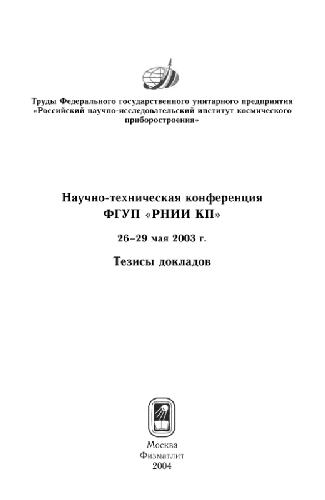 Труды Федерального государственного унитарного предприятия
«Российский научно-исследовательский институт космического
приборостроения»
Научно-техническая конференция
ФГУП «РНИИ КП»
26–29 мая 2003 г.
Тезисы докладов
Москва
Физматлит
2004